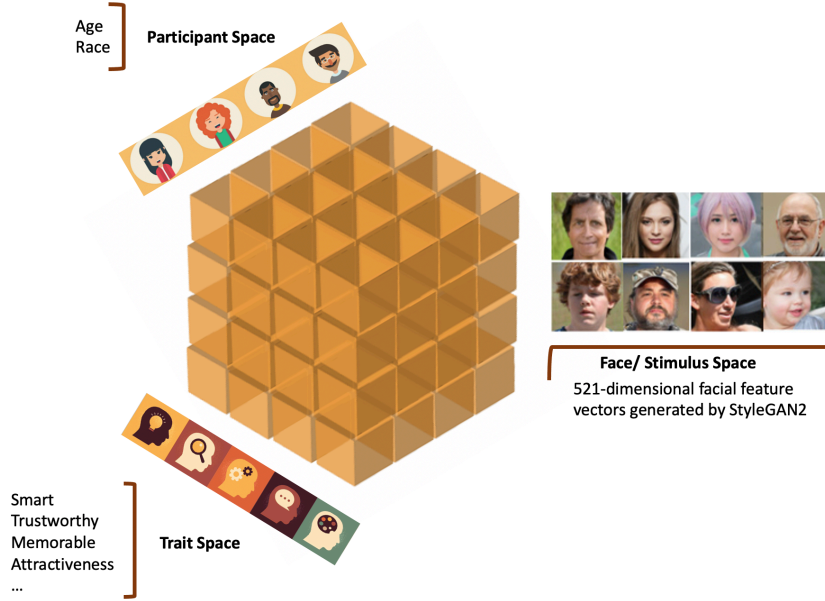 Age
Race
Participant Space
Face/ Stimulus Space
521-dimensional facial feature
vectors generated by StyleGAN2
Smart
Trustworthy
Memorable
Attractiveness
...
Trait Space